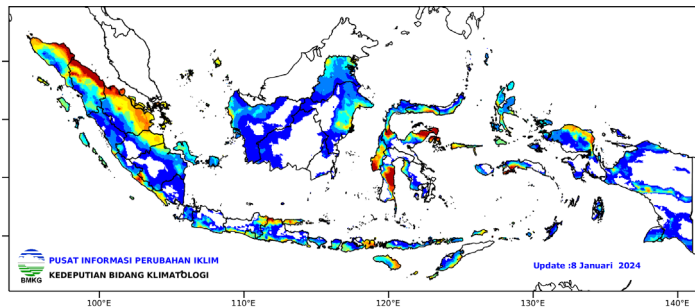 PUSAT INFORMASI PERUBAHAN IKLIM
KEDEPUTIAN BIDANG KLIMATOLOGI
BMKG
Update :8 Januari 2024
100°E 110°E 120°E 130°E 140°E